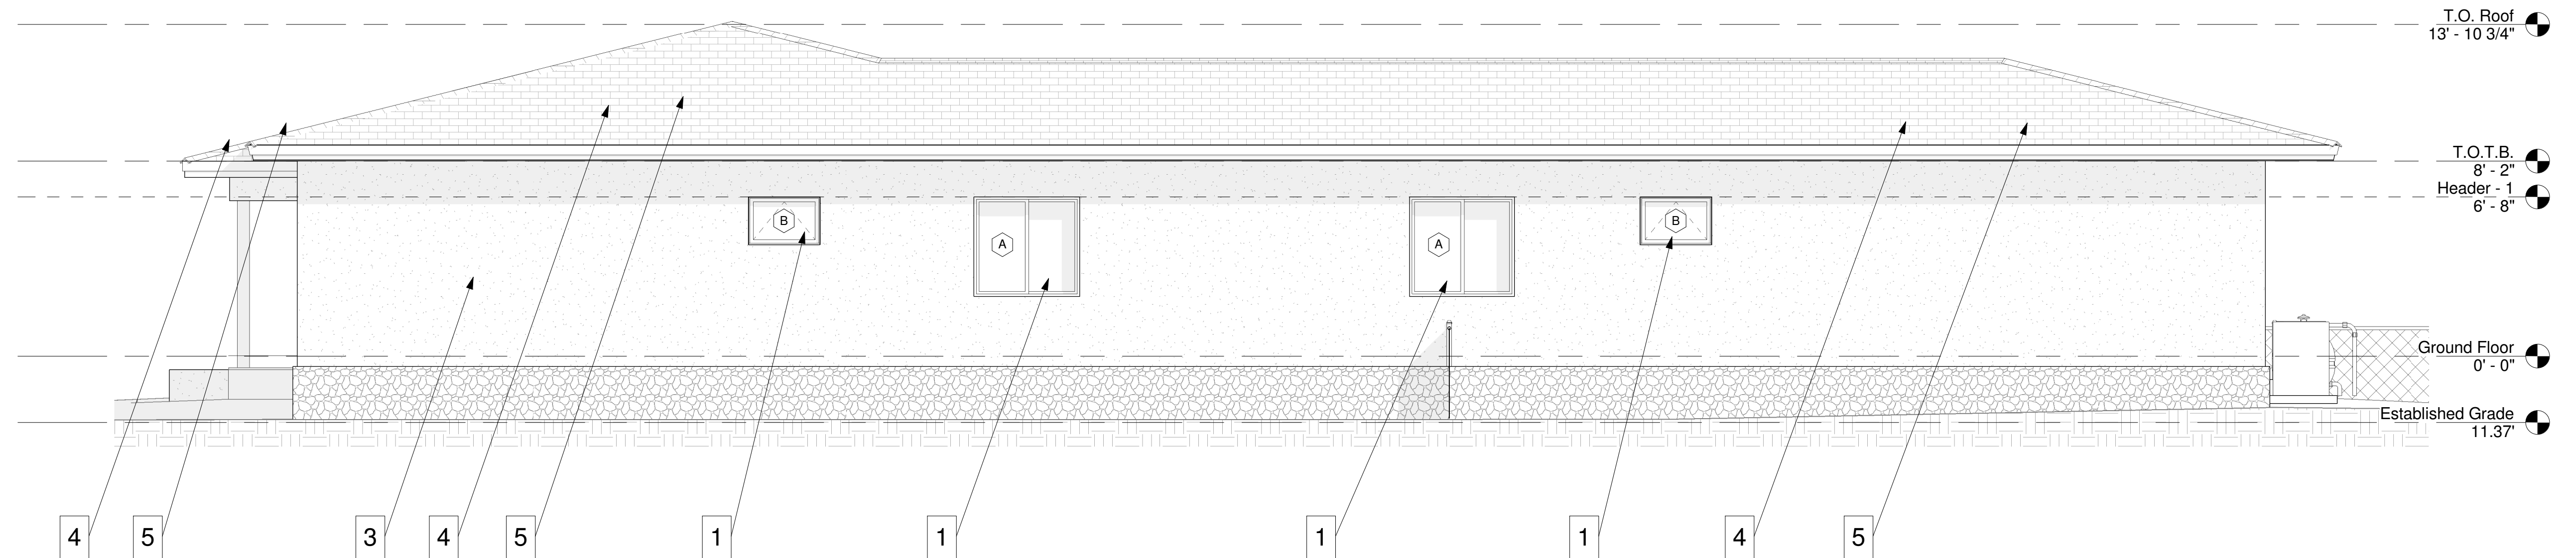 T.O. Roof
13' - 10 3/4"
T.O.T.B.
8' - 2"
Header - 1
6' - 8"
B
A
A
B
Ground Floor
0' - 0"
Established Grade
11.37'
4
5
3
4
5
1
1
1
1
4
5